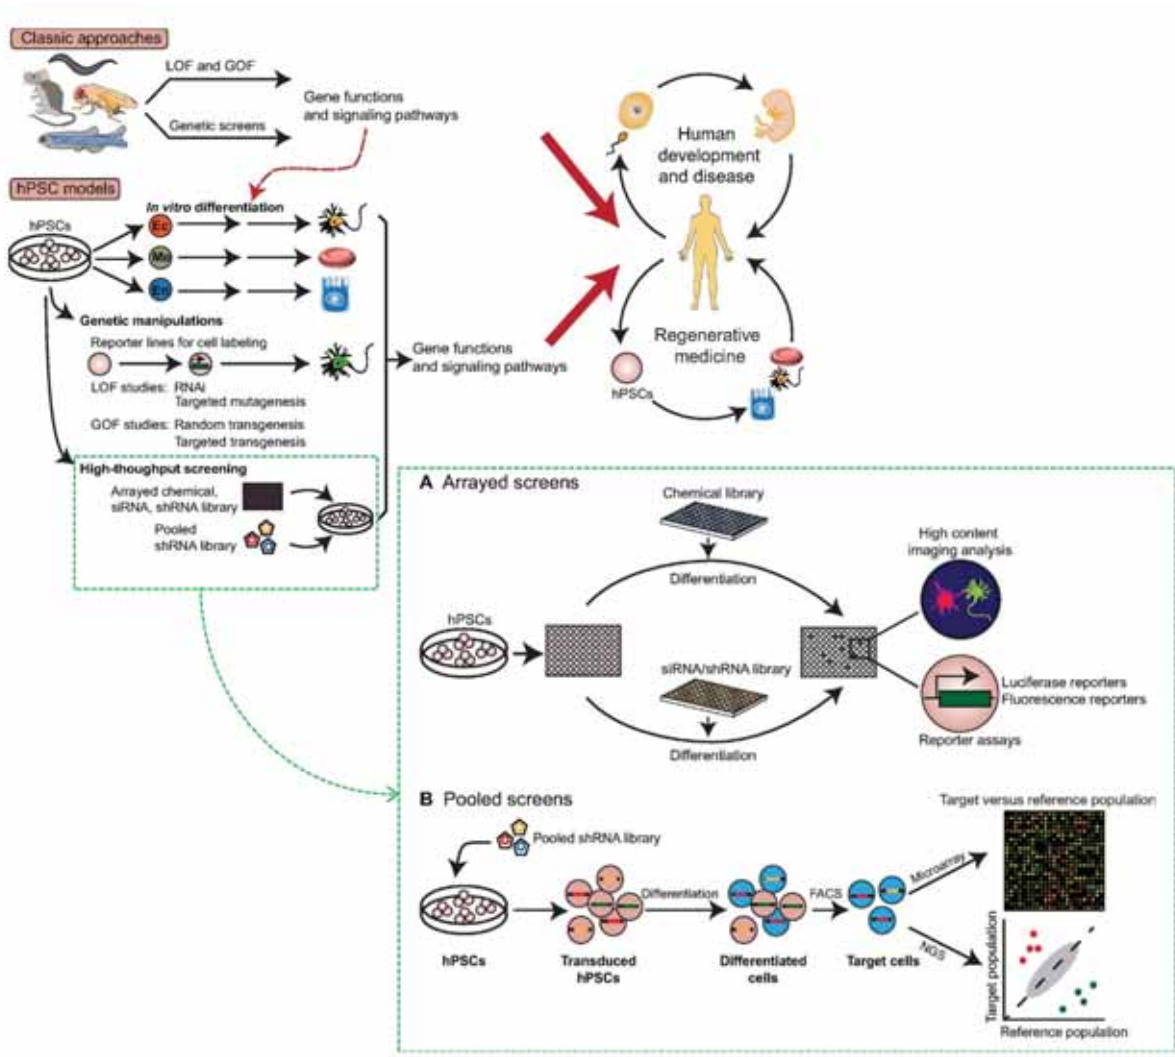 Classic approaches
LOF and GOF
Genetic screens
Gene functions
and signaling pathways
hPSC models
In vitro differentiation
hPSCs
Ec
Me
En
Genetic manipulations
Reporter lines for cell labeling
LOF studies: RNAi
Targeted mutagenesis
GOF studies: Random transgenesis
Targeted transgenesis
High-thoughput screening
Arrayed chemical,
siRNA, shRNA library
Pooled
shRNA library
Gene functions
and signaling pathways
Human
development
and disease
Regenerative
medicine
hPSCs
A Arrayed screens
Chemical library
Differentiation
hPSCs
siRNA/shRNA library
Differentiation
High content
imaging analysis
Luciferase reporters
Fluorescence reporters
Reporter assays
B Pooled screens
Pooled shRNA library
hPSCs
Transduced
hPSCs
Differentiation
Differentiated
cells
FACS
Target cells
Microarray
NGS
Target versus reference population
Target population
Reference population